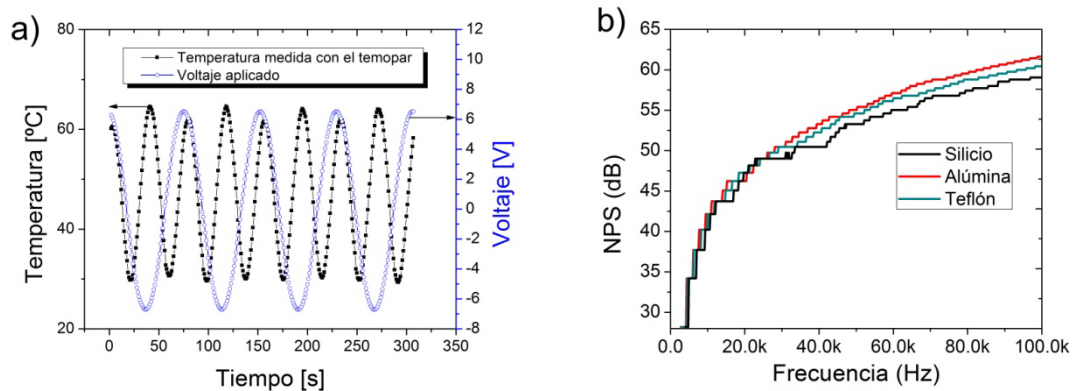 a)
Temperatura [ºC]
80
60
40
20
Temperatura medida con el temopar
Voltaje aplicado
12
10
8
6
4
2
0
-2
-4
-6
-8
Voltaje [V]
0
50
100
150
200
250
300
350
Tiempo [s]
b)
NPS (dB)
65
60
55
50
45
40
35
30
Silicio
Alúmina
Teflón
0.0
20.0k
40.0k
60.0k
80.0k
100.0k
Frecuencia (Hz)